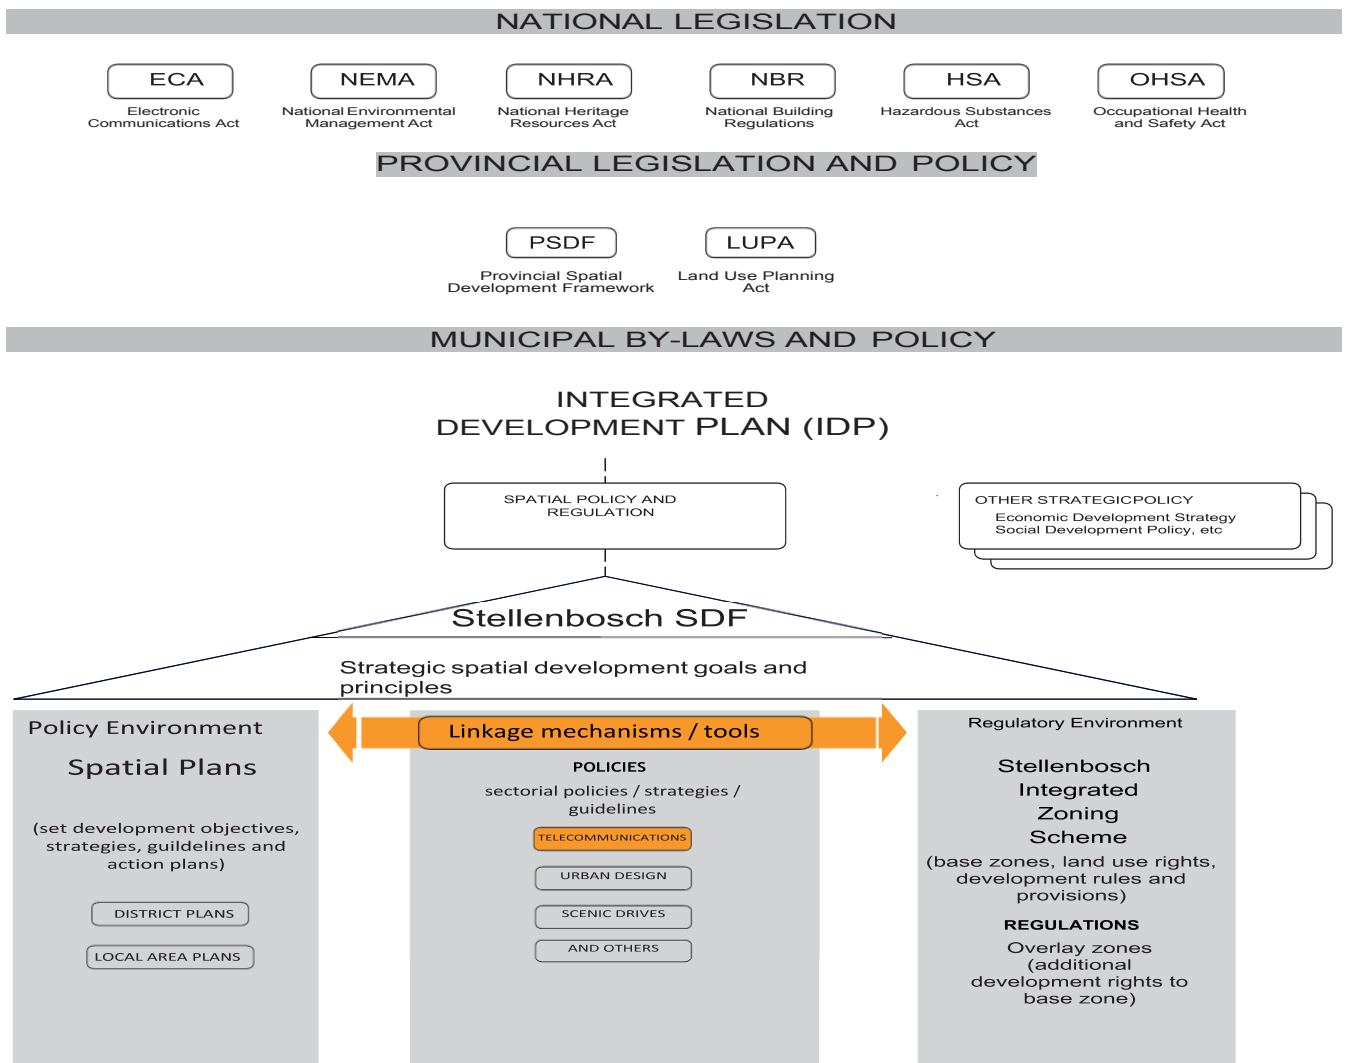 NATIONAL LEGISLATION
ECA
NEMA
NHRA
NBR
HSA
OHSA
Electronic
Communications Act
National Environmental
Management Act
National Heritage
Resources Act
National Building
Regulations
Hazardous Substances
Act
Occupational Health
and Safety Act
PROVINCIAL LEGISLATION AND POLICY
PSDF
LUPA
Provincial Spatial
Development Framework
Land Use Planning
Act
MUNICIPAL BY-LAWS AND POLICY
INTEGRATED
DEVELOPMENT PLAN (IDP)
SPATIAL POLICY AND
REGULATION
OTHER STRATEGICPOLICY
Economic Development Strategy
Social Development Policy, etc
Stellenbosch SDF
Strategic spatial development goals and
principles
Policy Environment
Spatial Plans
(set development objectives,
strategies, guildelines and
action plans)
DISTRICT PLANS
LOCAL AREA PLANS
Linkage mechanisms / tools
POLICIES
sectorial policies / strategies /
guidelines
TELECOMMUNICATIONS
URBAN DESIGN
SCENIC DRIVES
AND OTHERS
Regulatory Environment
Stellenbosch
Integrated
Zoning
Scheme
(base zones, land use rights,
development rules and
provisions)
REGULATIONS
Overlay zones
(additional
development rights to
base zone)